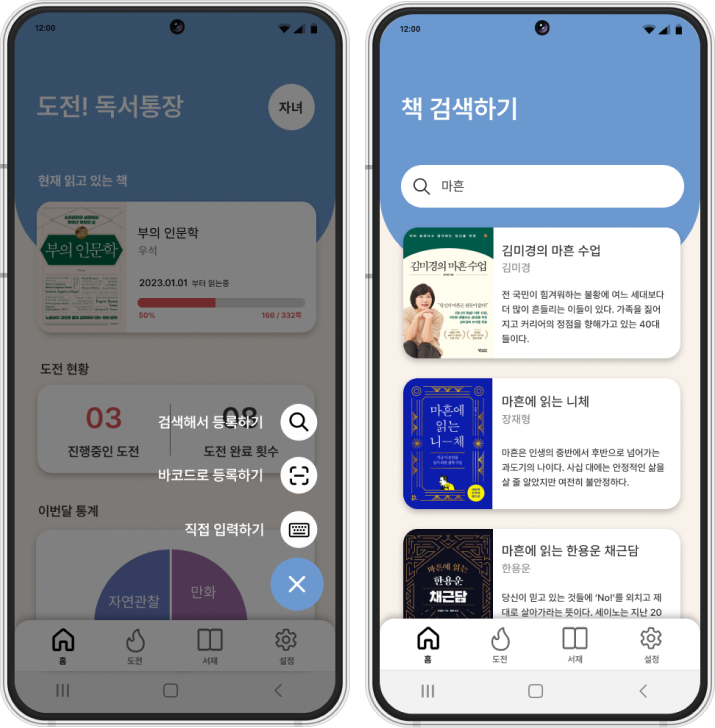 12:00
도전! 독서통장
자녀
현재 읽고 있는 책
부의 인문학
부의 인문학
우석
2023.01.01 부터 읽는중
50%
166 / 332쪽
도전 현황
03
진행중인 도전
08
도전 완료 횟수
검색해서 등록하기
바코드로 등록하기
이번달 통계
직접 입력하기
자연관찰
만화
홈
도전
서재
설정
12:00
책 검색하기
마흔
김미경의 마흔 수업
김미경의 마흔 수업
김미경
전 국민이 힘겨워하는 불황에 여느 세대보다
더 많이 흔들리는 이들이 있다. 가족을 짊어
지고 커리어의 정점을 향해가고 있는 40대
들이다.
마흔에
읽는
니체
마흔에 읽는 니체
장재형
마흔은 인생의 중반에서 후반으로 넘어가는
과도기의 나이다. 사십 대에는 안정적인 삶을
살 줄 알았지만 여전히 불안정하다.
마흔에 읽는
한용운
채근담
마흔에 읽는 한용운 채근담
한용운
당신이 믿고 있는 것들에 'No!'를 외치고 제
대로 살아가라는 뜻이다. 세이노는 지난 20
홈
도전
서재
설정